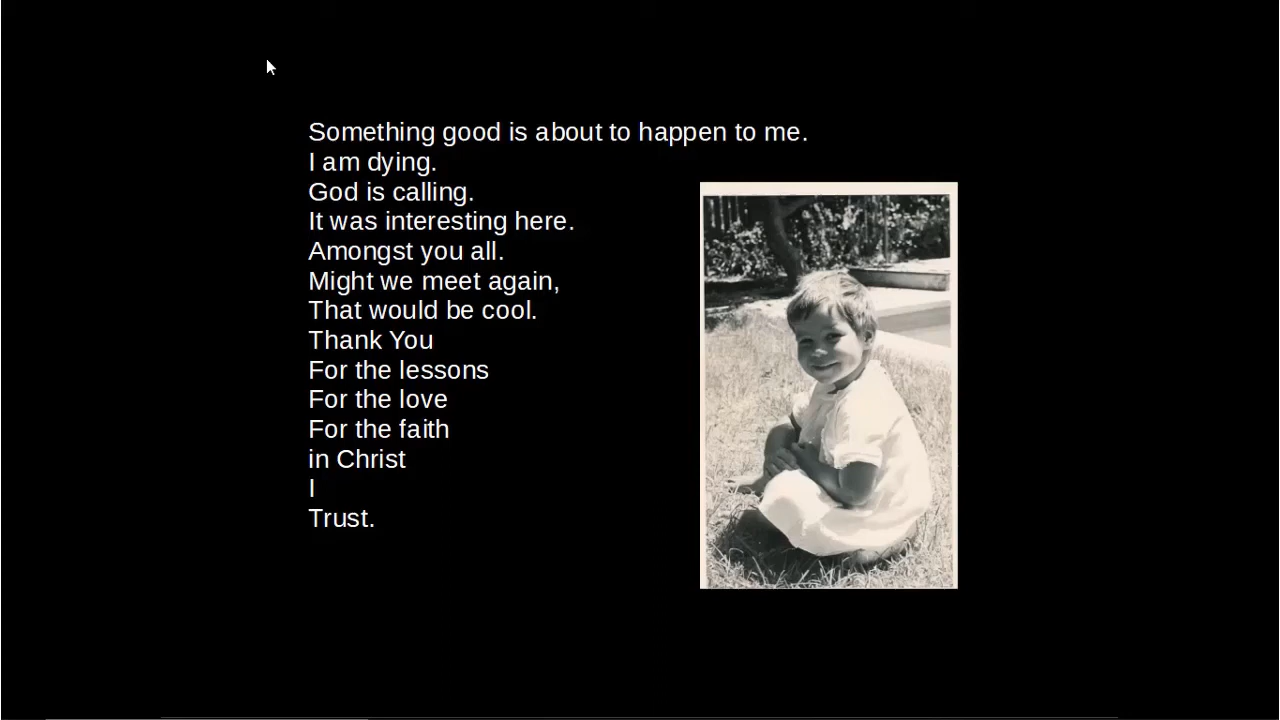 Something good is about to happen to me.
I am dying.
God is calling.
It was interesting here.
Amongst you all.
Might we meet again,
That would be cool.
Thank You
For the lessons
For the love
For the faith
in Christ
I
Trust.